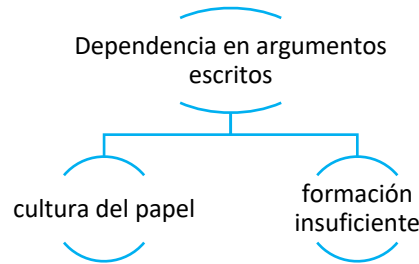 Dependencia en argumentos
escritos
cultura del papel
formación
insuficiente